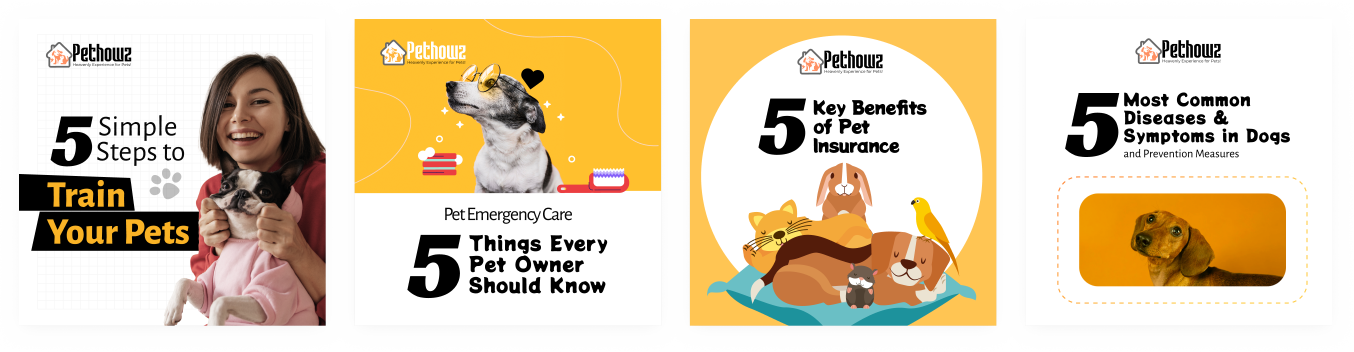 Pethowz
Heavenly Experience for Pets!
5 Simple
Steps to
Train
Your Pets
Pethowz
Heavenly Experience for Pets!
Pet Emergency Care
5 Things Every
Pet Owner
Should Know
Pethowz
Heavenly Experience for Pets!
5 Key Benefits
of Pet
Insurance
Pethowz
Heavenly Experience for Pets!
5 Most Common
Diseases &
Symptoms in Dogs
and Prevention Measures